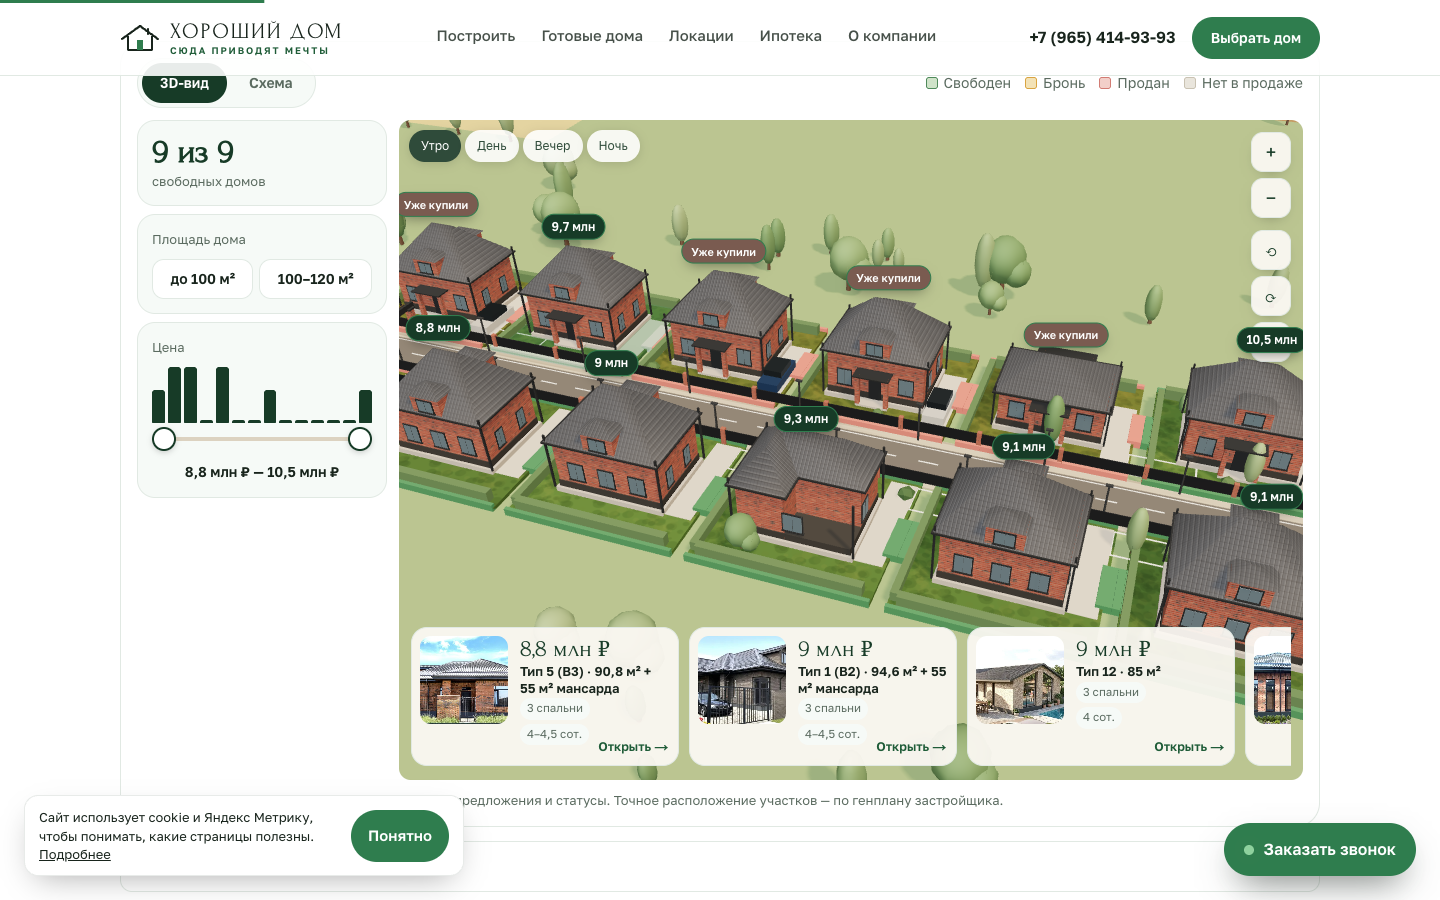 ХОРОШИЙ ДОМ
СЮДА ПРИВОДЯТ МЕЧТЫ
Построить
Готовые дома
Локации
Ипотека
О компании
+7 (965) 414-93-93
Выбрать дом
3D-вид
Схема
Свободен
Бронь
Продан
Нет в продаже
9 из 9
свободных домов
Площадь дома
до 100 м²
100–120 м²
Цена
8,8 млн ₽ — 10,5 млн ₽
Утро
День
Вечер
Ночь
+
−
Уже купили
9,7 млн
Уже купили
Уже купили
8,8 млн
Уже купили
10,5 млн
9 млн
9,3 млн
9,1 млн
9,1 млн
8,8 млн ₽
Тип 5 (В3) · 90,8 м² +
55 м² мансарда
3 спальни
4–4,5 сот.
Открыть →
9 млн ₽
Тип 1 (В2) · 94,6 м² + 55
м² мансарда
3 спальни
4–4,5 сот.
Открыть →
9 млн ₽
Тип 12 · 85 м²
3 спальни
4 сот.
Открыть →
предложения и статусы. Точное расположение участков — по генплану застройщика.
Сайт использует cookie и Яндекс Метрику,
чтобы понимать, какие страницы полезны.
Подробнее
Понятно
Заказать звонок